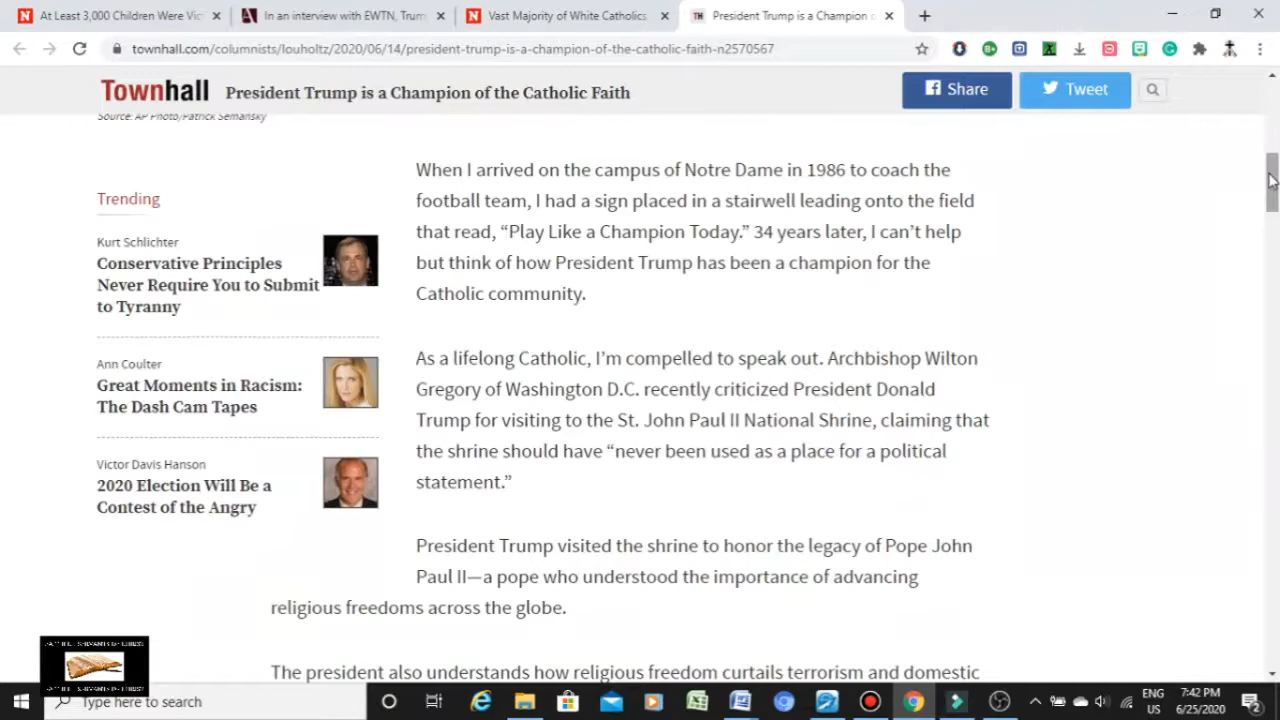 At Least 3,000 Children Were Vic
In an interview with EWTN, Trum
Vast Majority of White Catholics
President Trump is a Champion o
townhall.com/columnists/louholtz/2020/06/14/president-trump-is-a-champion-of-the-catholic-faith-n2570567
Townhall
President Trump is a Champion of the Catholic Faith
Share
Tweet
Source: AP Photo/Patrick Semansky
Trending
Kurt Schlichter
Conservative Principles
Never Require You to Submit
to Tyranny
Ann Coulter
Great Moments in Racism:
The Dash Cam Tapes
Victor Davis Hanson
2020 Election Will Be a
Contest of the Angry
When I arrived on the campus of Notre Dame in 1986 to coach the
football team, I had a sign placed in a stairwell leading onto the field
that read, “Play Like a Champion Today.” 34 years later, I can’t help
but think of how President Trump has been a champion for the
Catholic community.
As a lifelong Catholic, I’m compelled to speak out. Archbishop Wilton
Gregory of Washington D.C. recently criticized President Donald
Trump for visiting to the St. John Paul II National Shrine, claiming that
the shrine should have “never been used as a place for a political
statement.”
President Trump visited the shrine to honor the legacy of Pope John
Paul II—a pope who understood the importance of advancing
religious freedoms across the globe.
The president also understands how religious freedom curtails terrorism and domestic
Type here to search
ENG
US
7:42 PM
6/25/2020
2